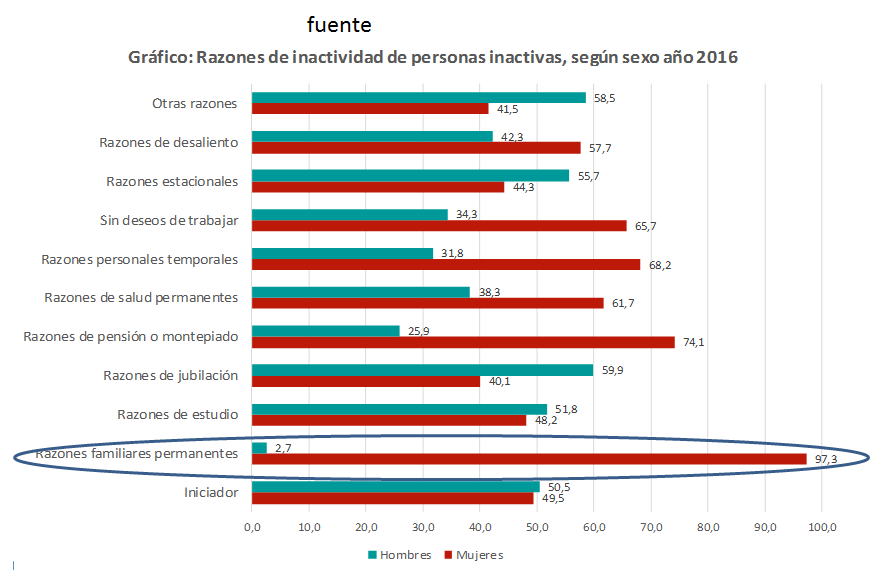 fuente
Gráfico: Razones de inactividad de personas inactivas, según sexo año 2016
Otras razones
58,5
41,5
Razones de desaliento
42,3
57,7
Razones estacionales
55,7
44,3
Sin deseos de trabajar
34,3
65,7
Razones personales temporales
31,8
68,2
Razones de salud permanentes
38,3
61,7
Razones de pensión o montepiado
25,9
74,1
Razones de jubilación
59,9
40,1
Razones de estudio
51,8
48,2
Razones familiares permanentes
2,7
97,3
Iniciador
50,5
49,5
0,0 10,0 20,0 30,0 40,0 50,0 60,0 70,0 80,0 90,0 100,0
Hombres Mujeres